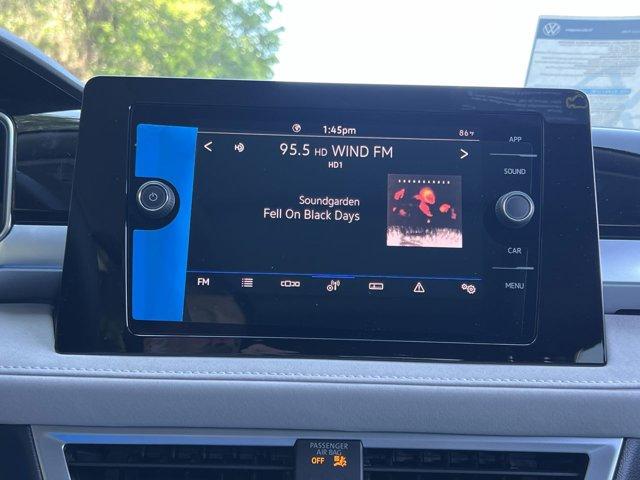 1:45pm
86°F
95.5 HD WIND FM
HD1
Soundgarden
Fell On Black Days
FM
APP
SOUND
CAR
MENU
PASSENGER
AIR BAG
OFF